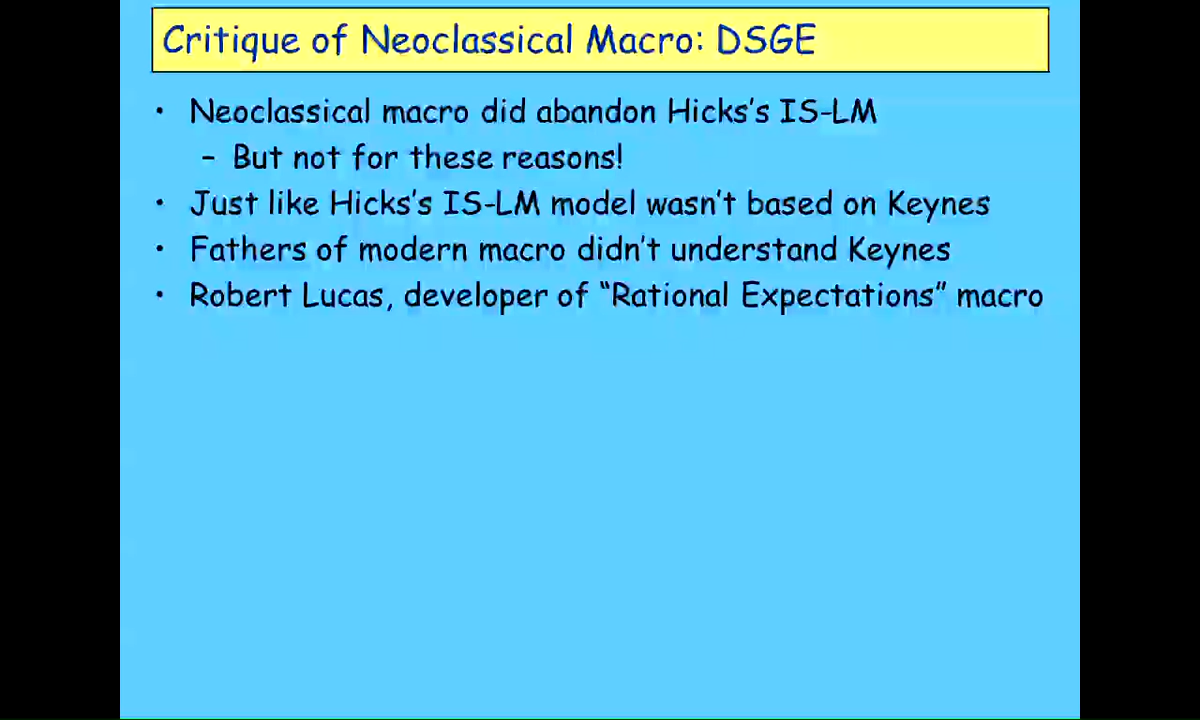 Critique of Neoclassical Macro: DSGE
• Neoclassical macro did abandon Hicks's IS-LM
– But not for these reasons!
• Just like Hicks's IS-LM model wasn't based on Keynes
• Fathers of modern macro didn't understand Keynes
• Robert Lucas, developer of “Rational Expectations” macro